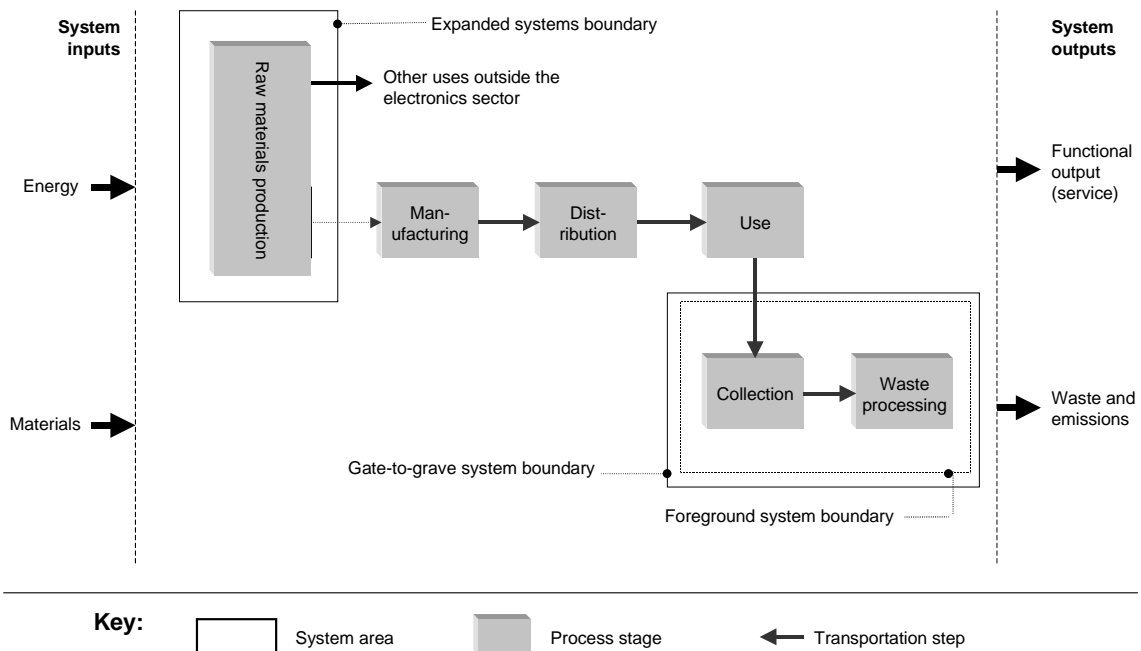 System
inputs
Expanded systems boundary
System
outputs
Raw materials production
Other uses outside the
electronics sector
Energy
Functional
output
(service)
Man-
ufacturing
Dist-
ribution
Use
Collection
Waste
processing
Materials
Waste and
emissions
Gate-to-grave system boundary
Foreground system boundary
Key:
System area
Process stage
Transportation step